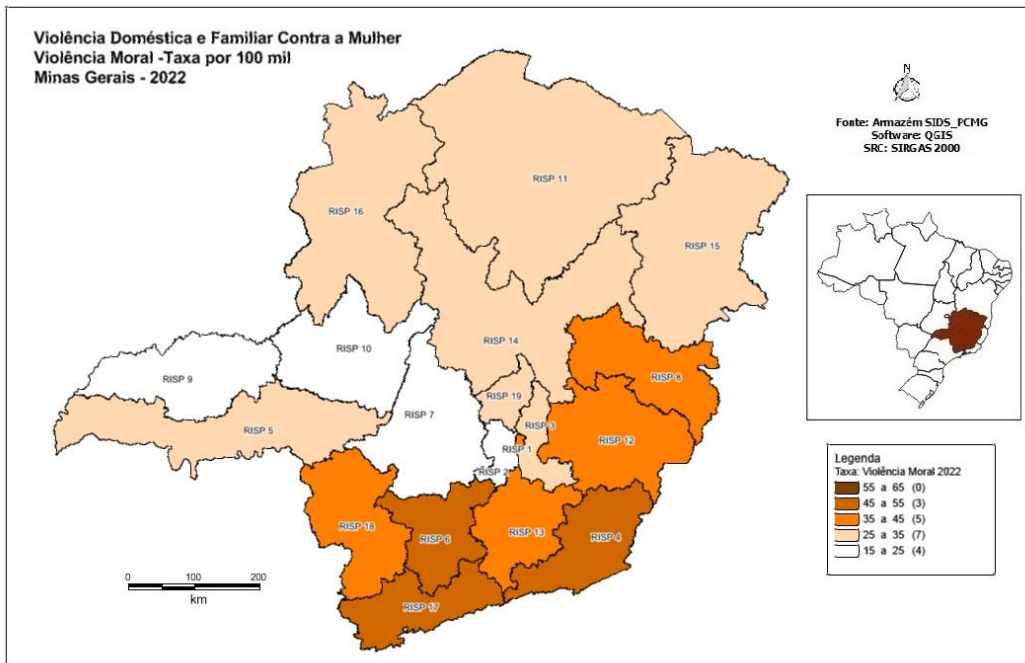 Violência Doméstica e Familiar Contra a Mulher
Violência Moral -Taxa por 100 mil
Minas Gerais - 2022
N
Fonte: Armazém SIDS_PCMG
Software: QGIS
SRC: SIRGAS 2000
RISP 11
RISP 16
RISP 15
RISP 10
RISP 14
RISP 9
RISP 8
RISP 19
RISP 7
RISP 3
RISP 5
RISP 12
RISP 1
RISP 2
RISP 18
RISP 6
RISP 13
RISP 4
RISP 17
0 100 200
km
Legenda
Taxa: Violência Moral 2022
55 a 65 (0)
45 a 55 (3)
35 a 45 (5)
25 a 35 (7)
15 a 25 (4)